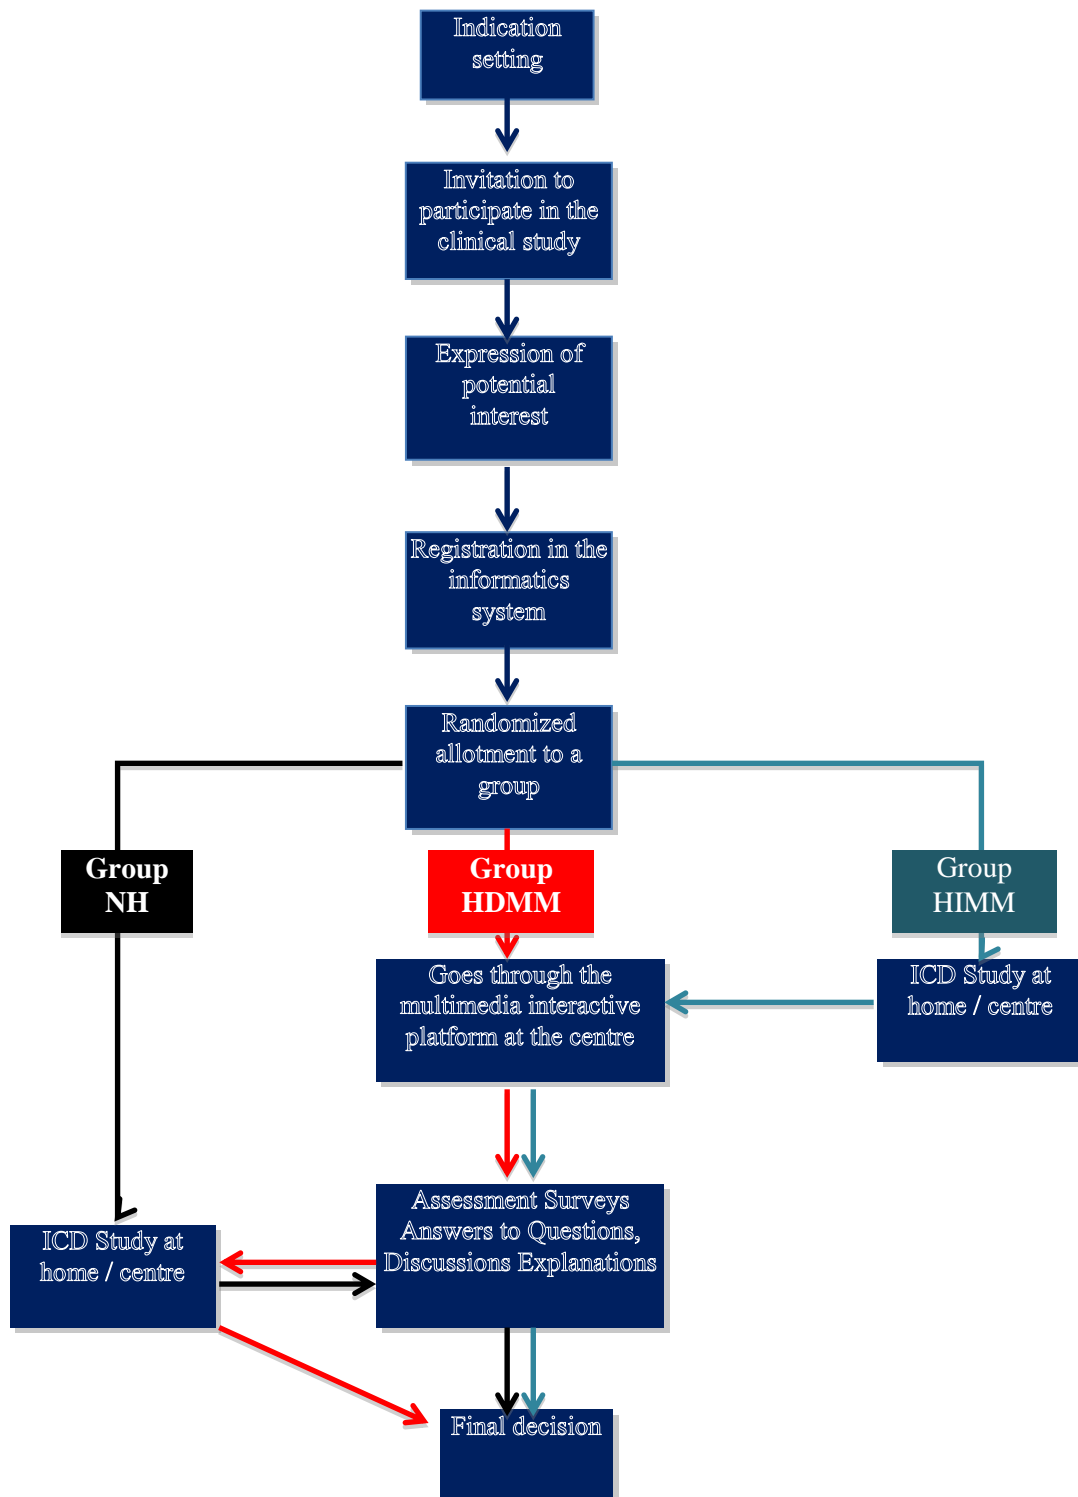 Indication
setting
Invitation to
participate in the
clinical study
Expression of
potential
interest
Registration in the
informatics
system
Randomized
allotment to a
group
Group
NH
Group
HDMM
Group
HIMM
Goes through the
multimedia interactive
platform at the centre
ICD Study at
home / centre
Assessment Surveys
Answers to Questions,
Discussions Explanations
ICD Study at
home / centre
Final decision